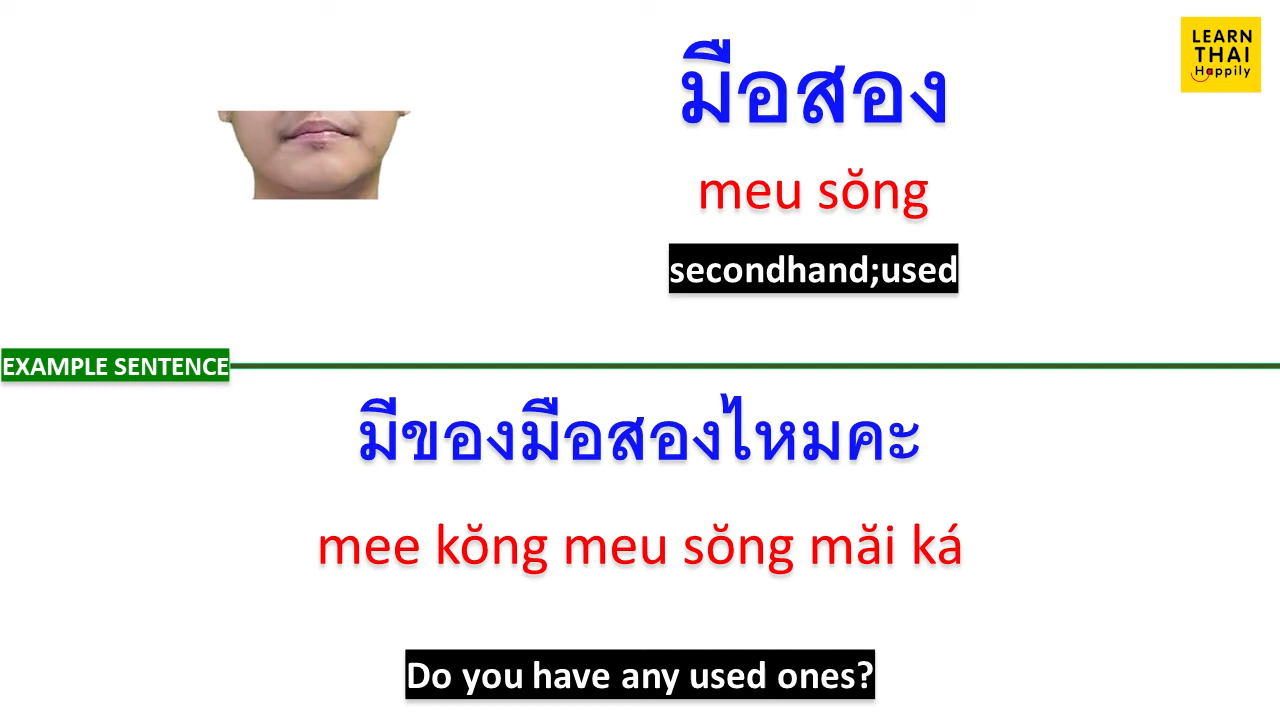 LEARN
THAI
Happily
มือสอง
meu sŏng
secondhand;used
EXAMPLE SENTENCE
มีของมือสองไหมคะ
mee kŏng meu sŏng măi ká
Do you have any used ones?